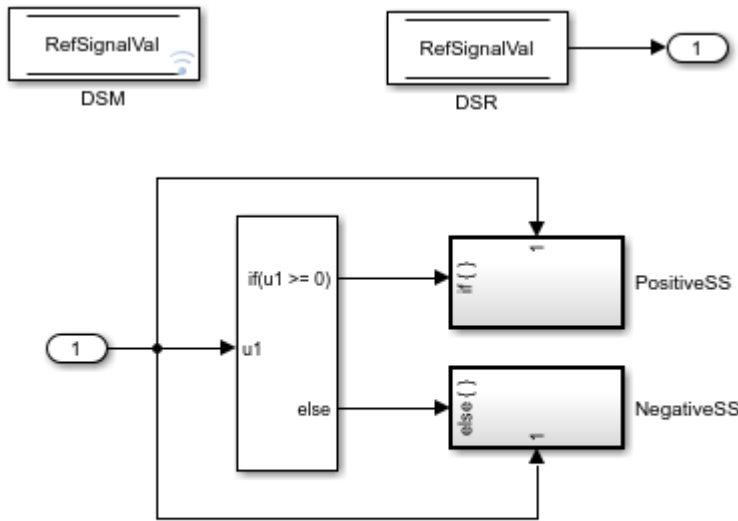 RefSignalVal
DSM
RefSignalVal
DSR
1
if(u1 >= 0)
u1
else
1
if { }
1
PositiveSS
else { }
1
NegativeSS